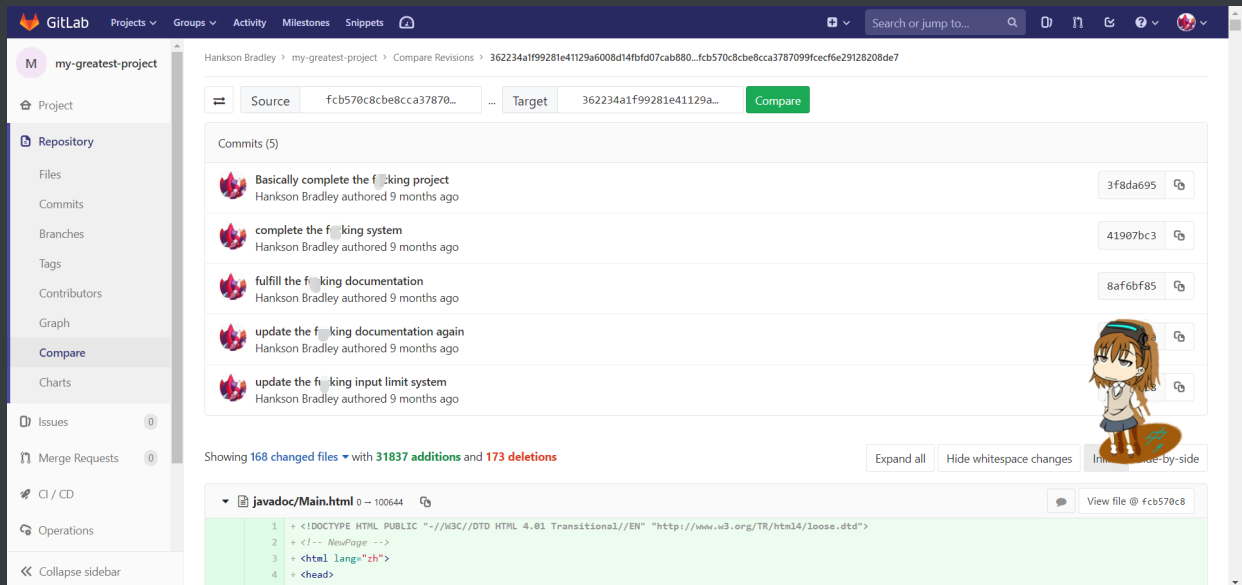 GitLab Projects Groups Activity Milestones Snippets Search or jump to...
M my-greatest-project
Project
Repository
Files
Commits
Branches
Tags
Contributors
Graph
Compare
Charts
Issues 0
Merge Requests 0
CI / CD
Operations
Collapse sidebar
Hankson Bradley > my-greatest-project > Compare Revisions > 362234a1f99281e41129a6008d14fbfd07cab880...fcb570c8cbe8cca3787099fcecf6e29128208de7
Source fcb570c8cbe8cca37870… ... Target 362234a1f99281e41129a… Compare
Commits (5)
Basically complete the f cking project
Hankson Bradley authored 9 months ago
3f8da695
complete the f king system
Hankson Bradley authored 9 months ago
41907bc3
fulfill the f king documentation
Hankson Bradley authored 9 months ago
8af6bf85
update the f king documentation again
Hankson Bradley authored 9 months ago
update the fu king input limit system
Hankson Bradley authored 9 months ago
Showing 168 changed files with 31837 additions and 173 deletions
Expand all Hide whitespace changes side-by-side
javadoc/Main.html 0 → 100644 View file @ fcb570c8
1 + <!DOCTYPE HTML PUBLIC "-//W3C//DTD HTML 4.01 Transitional//EN" "http://www.w3.org/TR/html4/loose.dtd">
2 + <!-- NewPage -->
3 + <html lang="zh">
4 + <head>